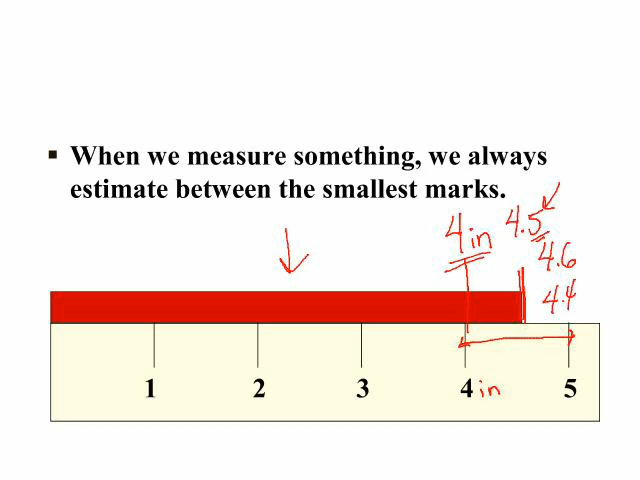 When we measure something, we always
estimate between the smallest marks.
4in 4.5
4.6
4.4
1 2 3 4 in 5